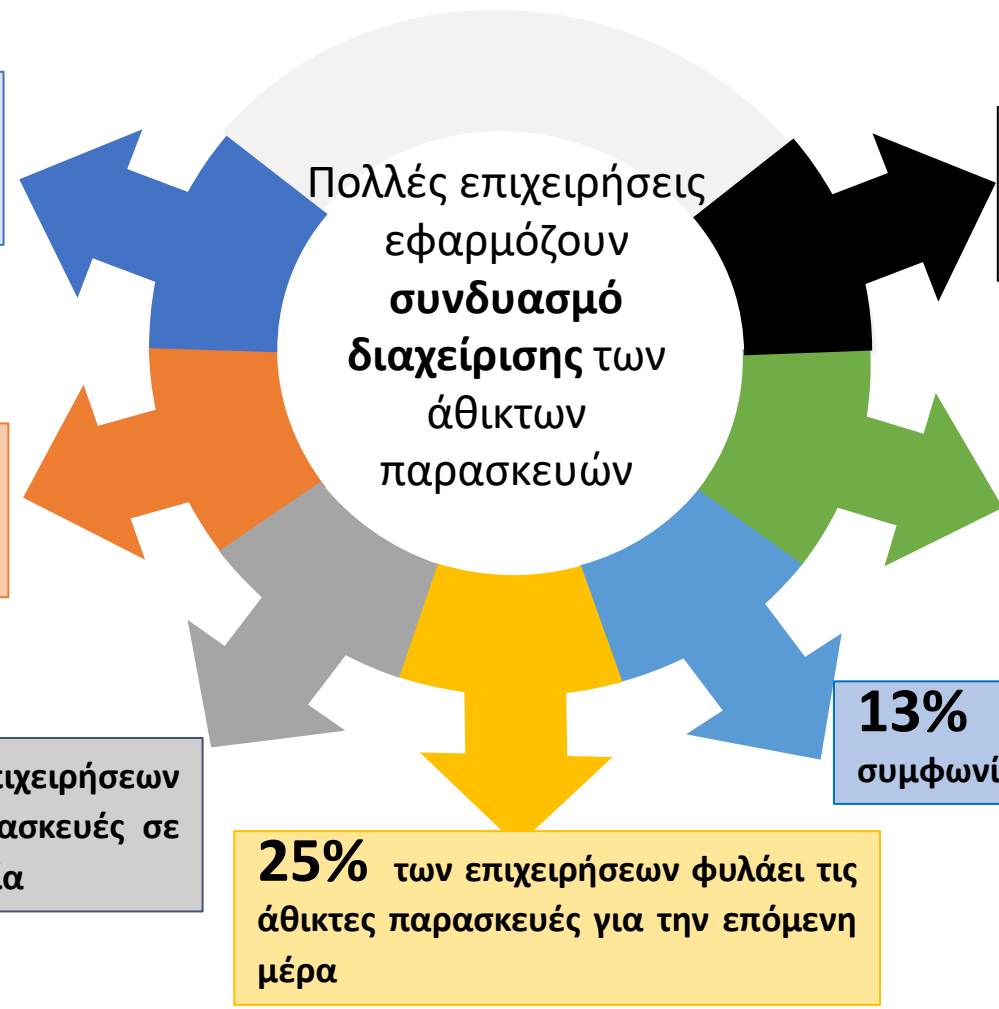 Πολλές επιχειρήσεις
εφαρμόζουν
συνδυασμό
διαχείρισης των
άθικτων
παρασκευών
13%
σε
25% των επιχειρήσεων φυλάει τις
άθικτες παρασκευές για την επόμενη
μέρα